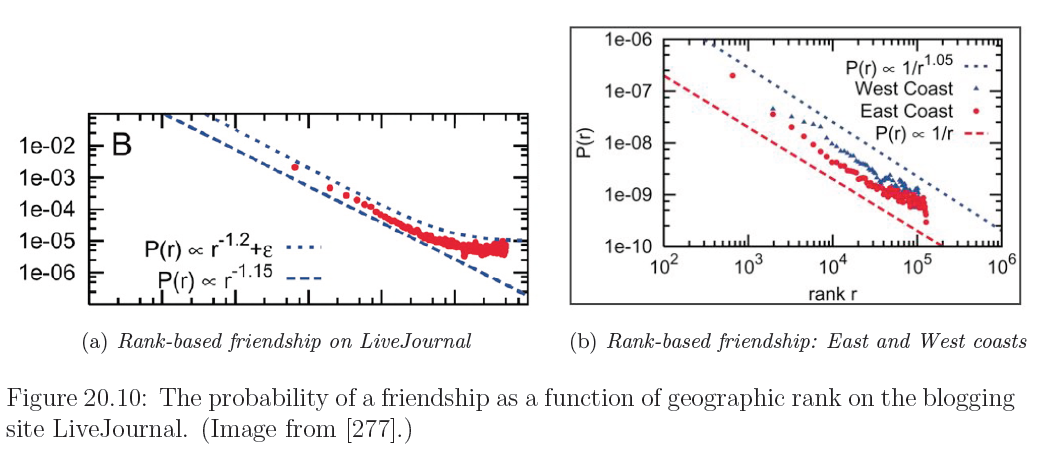 1e-02
1e-03
1e-04
1e-05
1e-06
B
P(r) ∝ r^-1.2+ε
P(r) ∝ r^-1.15
(a) Rank-based friendship on LiveJournal
1e-06
1e-07
1e-08
1e-09
1e-10
P(r)
P(r) ∝ 1/r^1.05
West Coast
East Coast
P(r) ∝ 1/r
10^2 10^3 10^4 10^5 10^6
rank r
(b) Rank-based friendship: East and West coasts
Figure 20.10: The probability of a friendship as a function of geographic rank on the blogging
site LiveJournal. (Image from [277].)